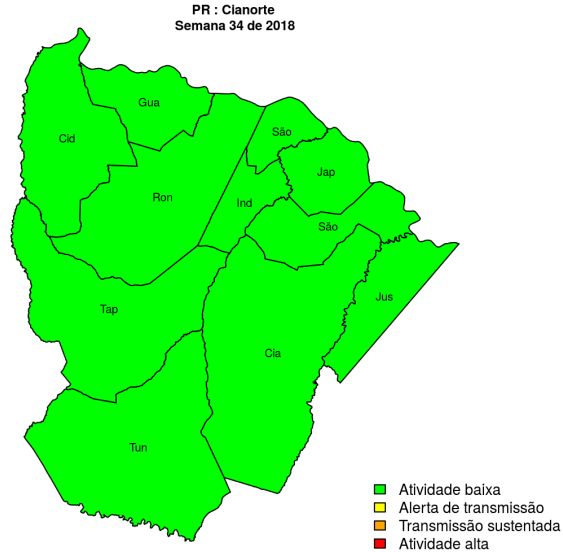 PR : Cianorte
Semana 34 de 2018
Gua
São
Cid
Jap
Ron
Ind
São
Jus
Tap
Cia
Tun
Atividade baixa
Alerta de transmissão
Transmissão sustentada
Atividade alta